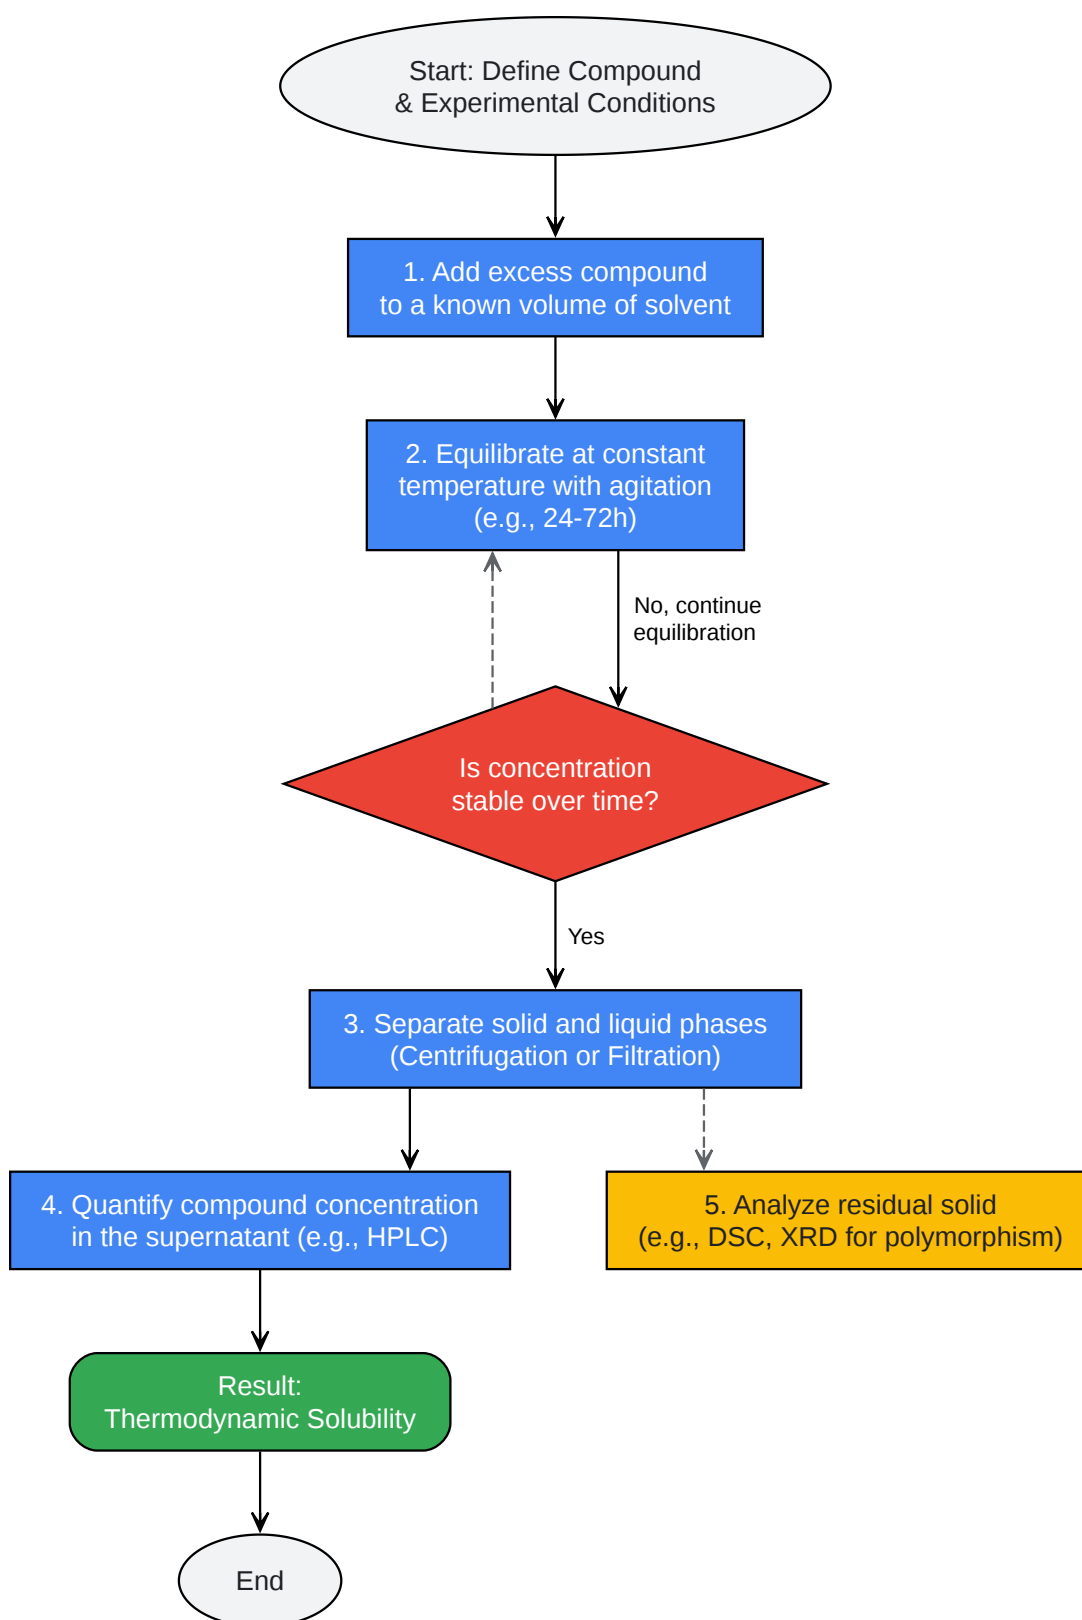 Start: Define Compound
& Experimental Conditions
1. Add excess compound
to a known volume of solvent
2. Equilibrate at constant
temperature with agitation
(e.g., 24-72h)
No, continue
equilibration
Is concentration
stable over time?
Yes
3. Separate solid and liquid phases
(Centrifugation or Filtration)
4. Quantify compound concentration
in the supernatant (e.g., HPLC)
5. Analyze residual solid
(e.g., DSC, XRD for polymorphism)
Result:
Thermodynamic Solubility
End